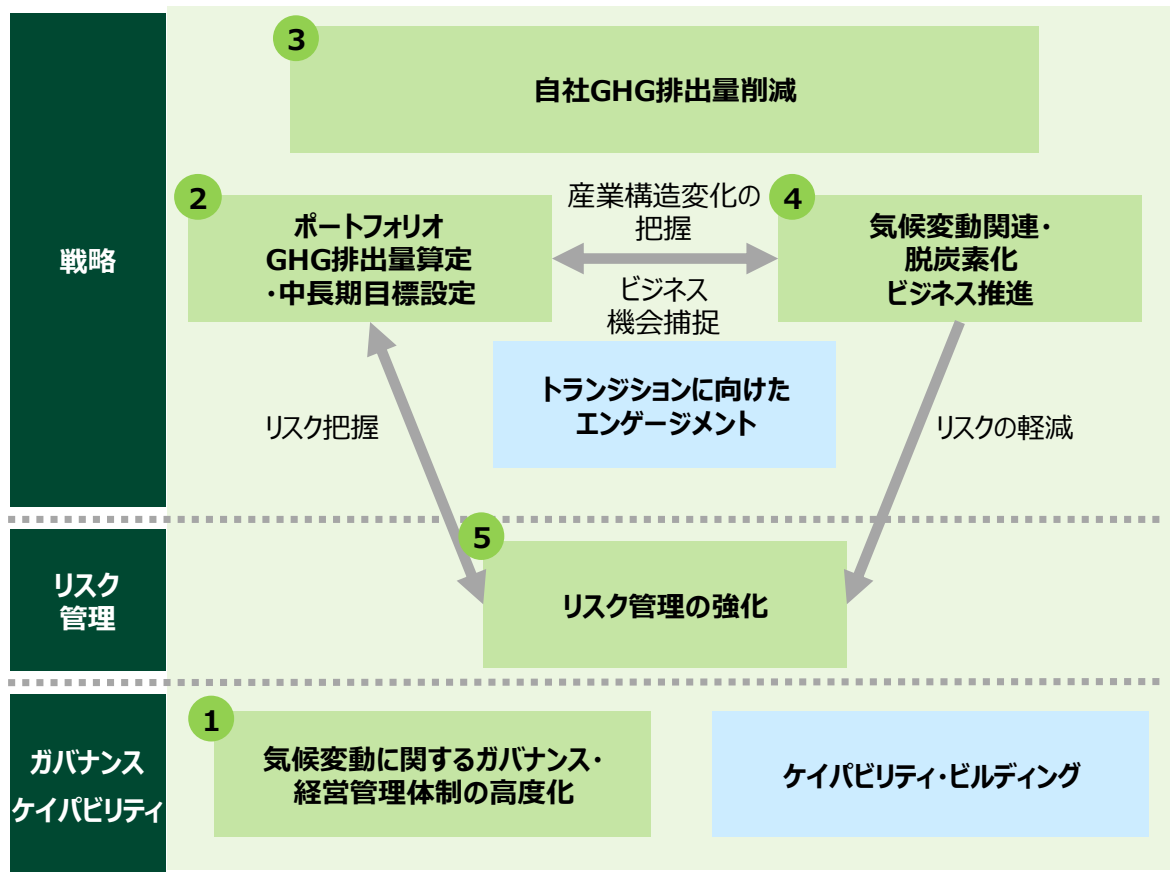 戦略
3
自社GHG排出量削減
2
ポートフォリオ
GHG排出量算定
・中長期目標設定
産業構造変化の
把握
ビジネス
機会捕捉
4
気候変動関連・
脱炭素化
ビジネス推進
トランジションに向けた
エンゲージメント
リスク把握
リスクの軽減
リスク
管理
5
リスク管理の強化
ガバナンス
ケイパビリティ
1
気候変動に関するガバナンス・
経営管理体制の高度化
ケイパビリティ・ビルディング